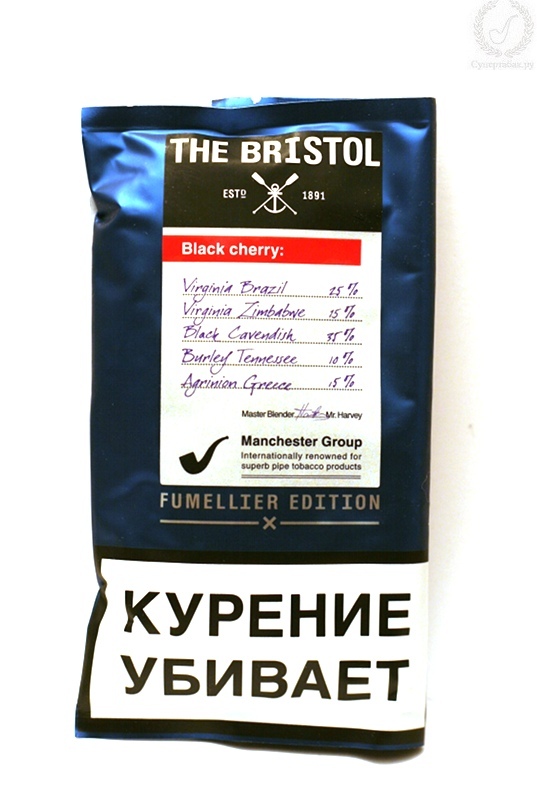 Супертабак.ру
THE BRISTOL
ESTD 1891
Black cherry:
Virginia Brazil 25 %
Virginia Zimbabwe 15 %
Black Cavendish 35 %
Burley Tennessee 10 %
Agrinion Greece 15 %
Master Blender Mr. Harvey
Manchester Group
Internationally renowned for
superb pipe tobacco products
FUMELLIER EDITION
КУРЕНИЕ
УБИВАЕТ